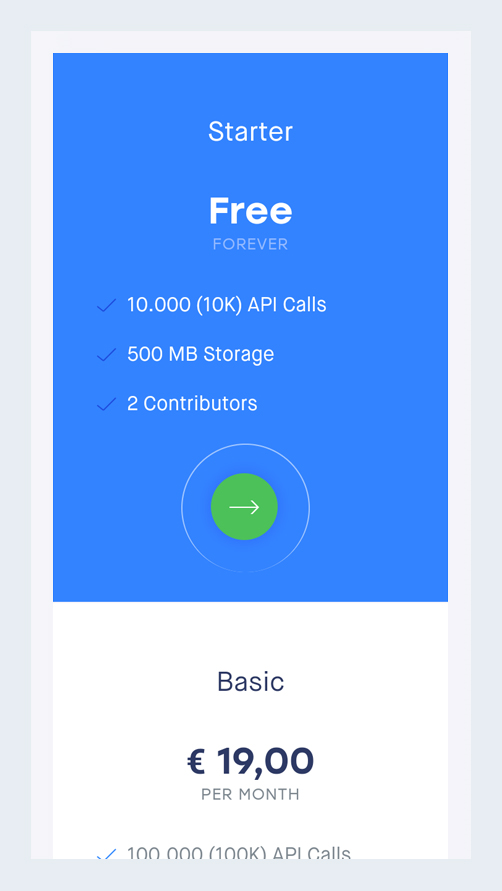 Starter
Free
FOREVER
10.000 (10K) API Calls
500 MB Storage
2 Contributors
Basic
€ 19,00
PER MONTH
100.000 (100K) API Calls